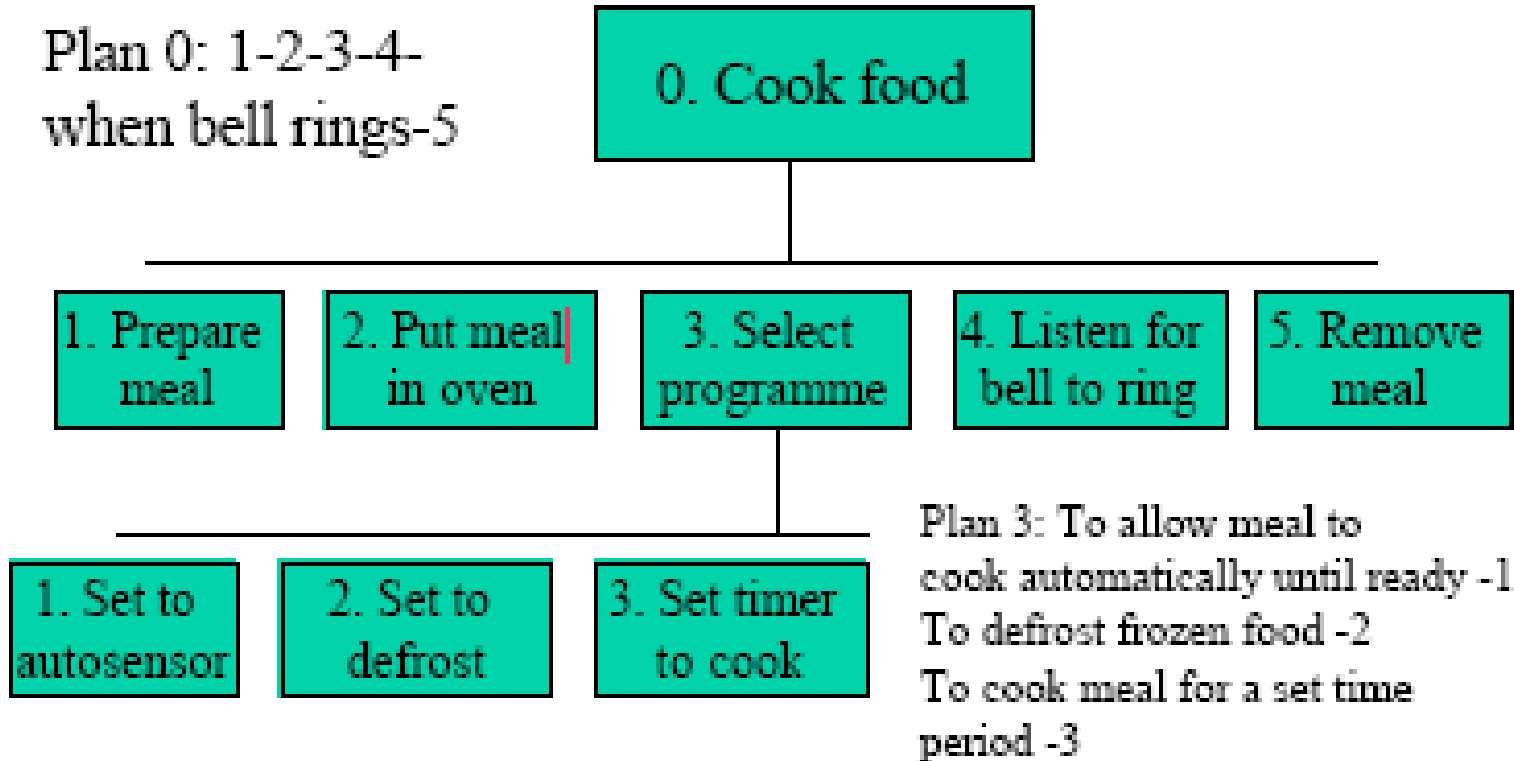 Plan 0: 1-2-3-4-
when bell rings-5
0. Cook food
1. Prepare
meal
2. Put meal
in oven
3. Select
programme
4. Listen for
bell to ring
5. Remove
meal
1. Set to
autosensor
2. Set to
defrost
3. Set timer
to cook
Plan 3: To allow meal to
cook automatically until ready -1
To defrost frozen food -2
To cook meal for a set time
period -3